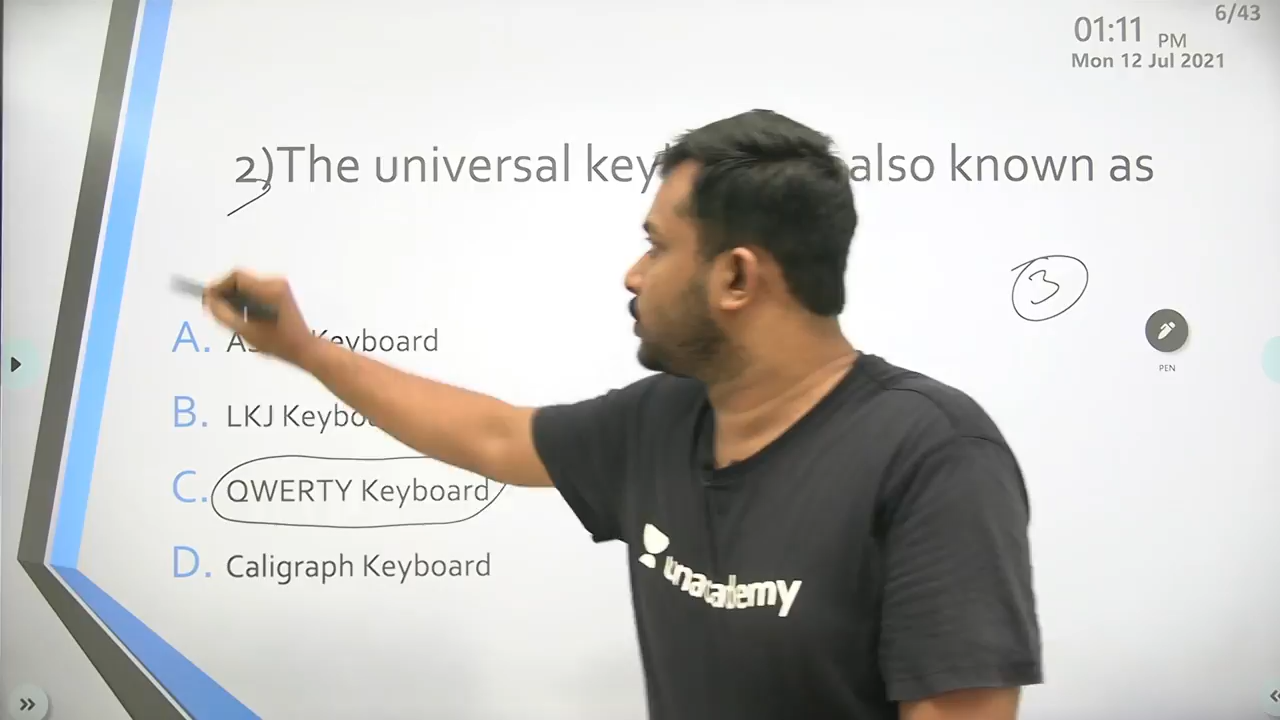 6/43
01:11 PM
Mon 12 Jul 2021
2)The universal key also known as
3
A. Keyboard
PEN
B. LKJ
C. QWERTY Keyboard
D. Caligraph Keyboard
unacademy